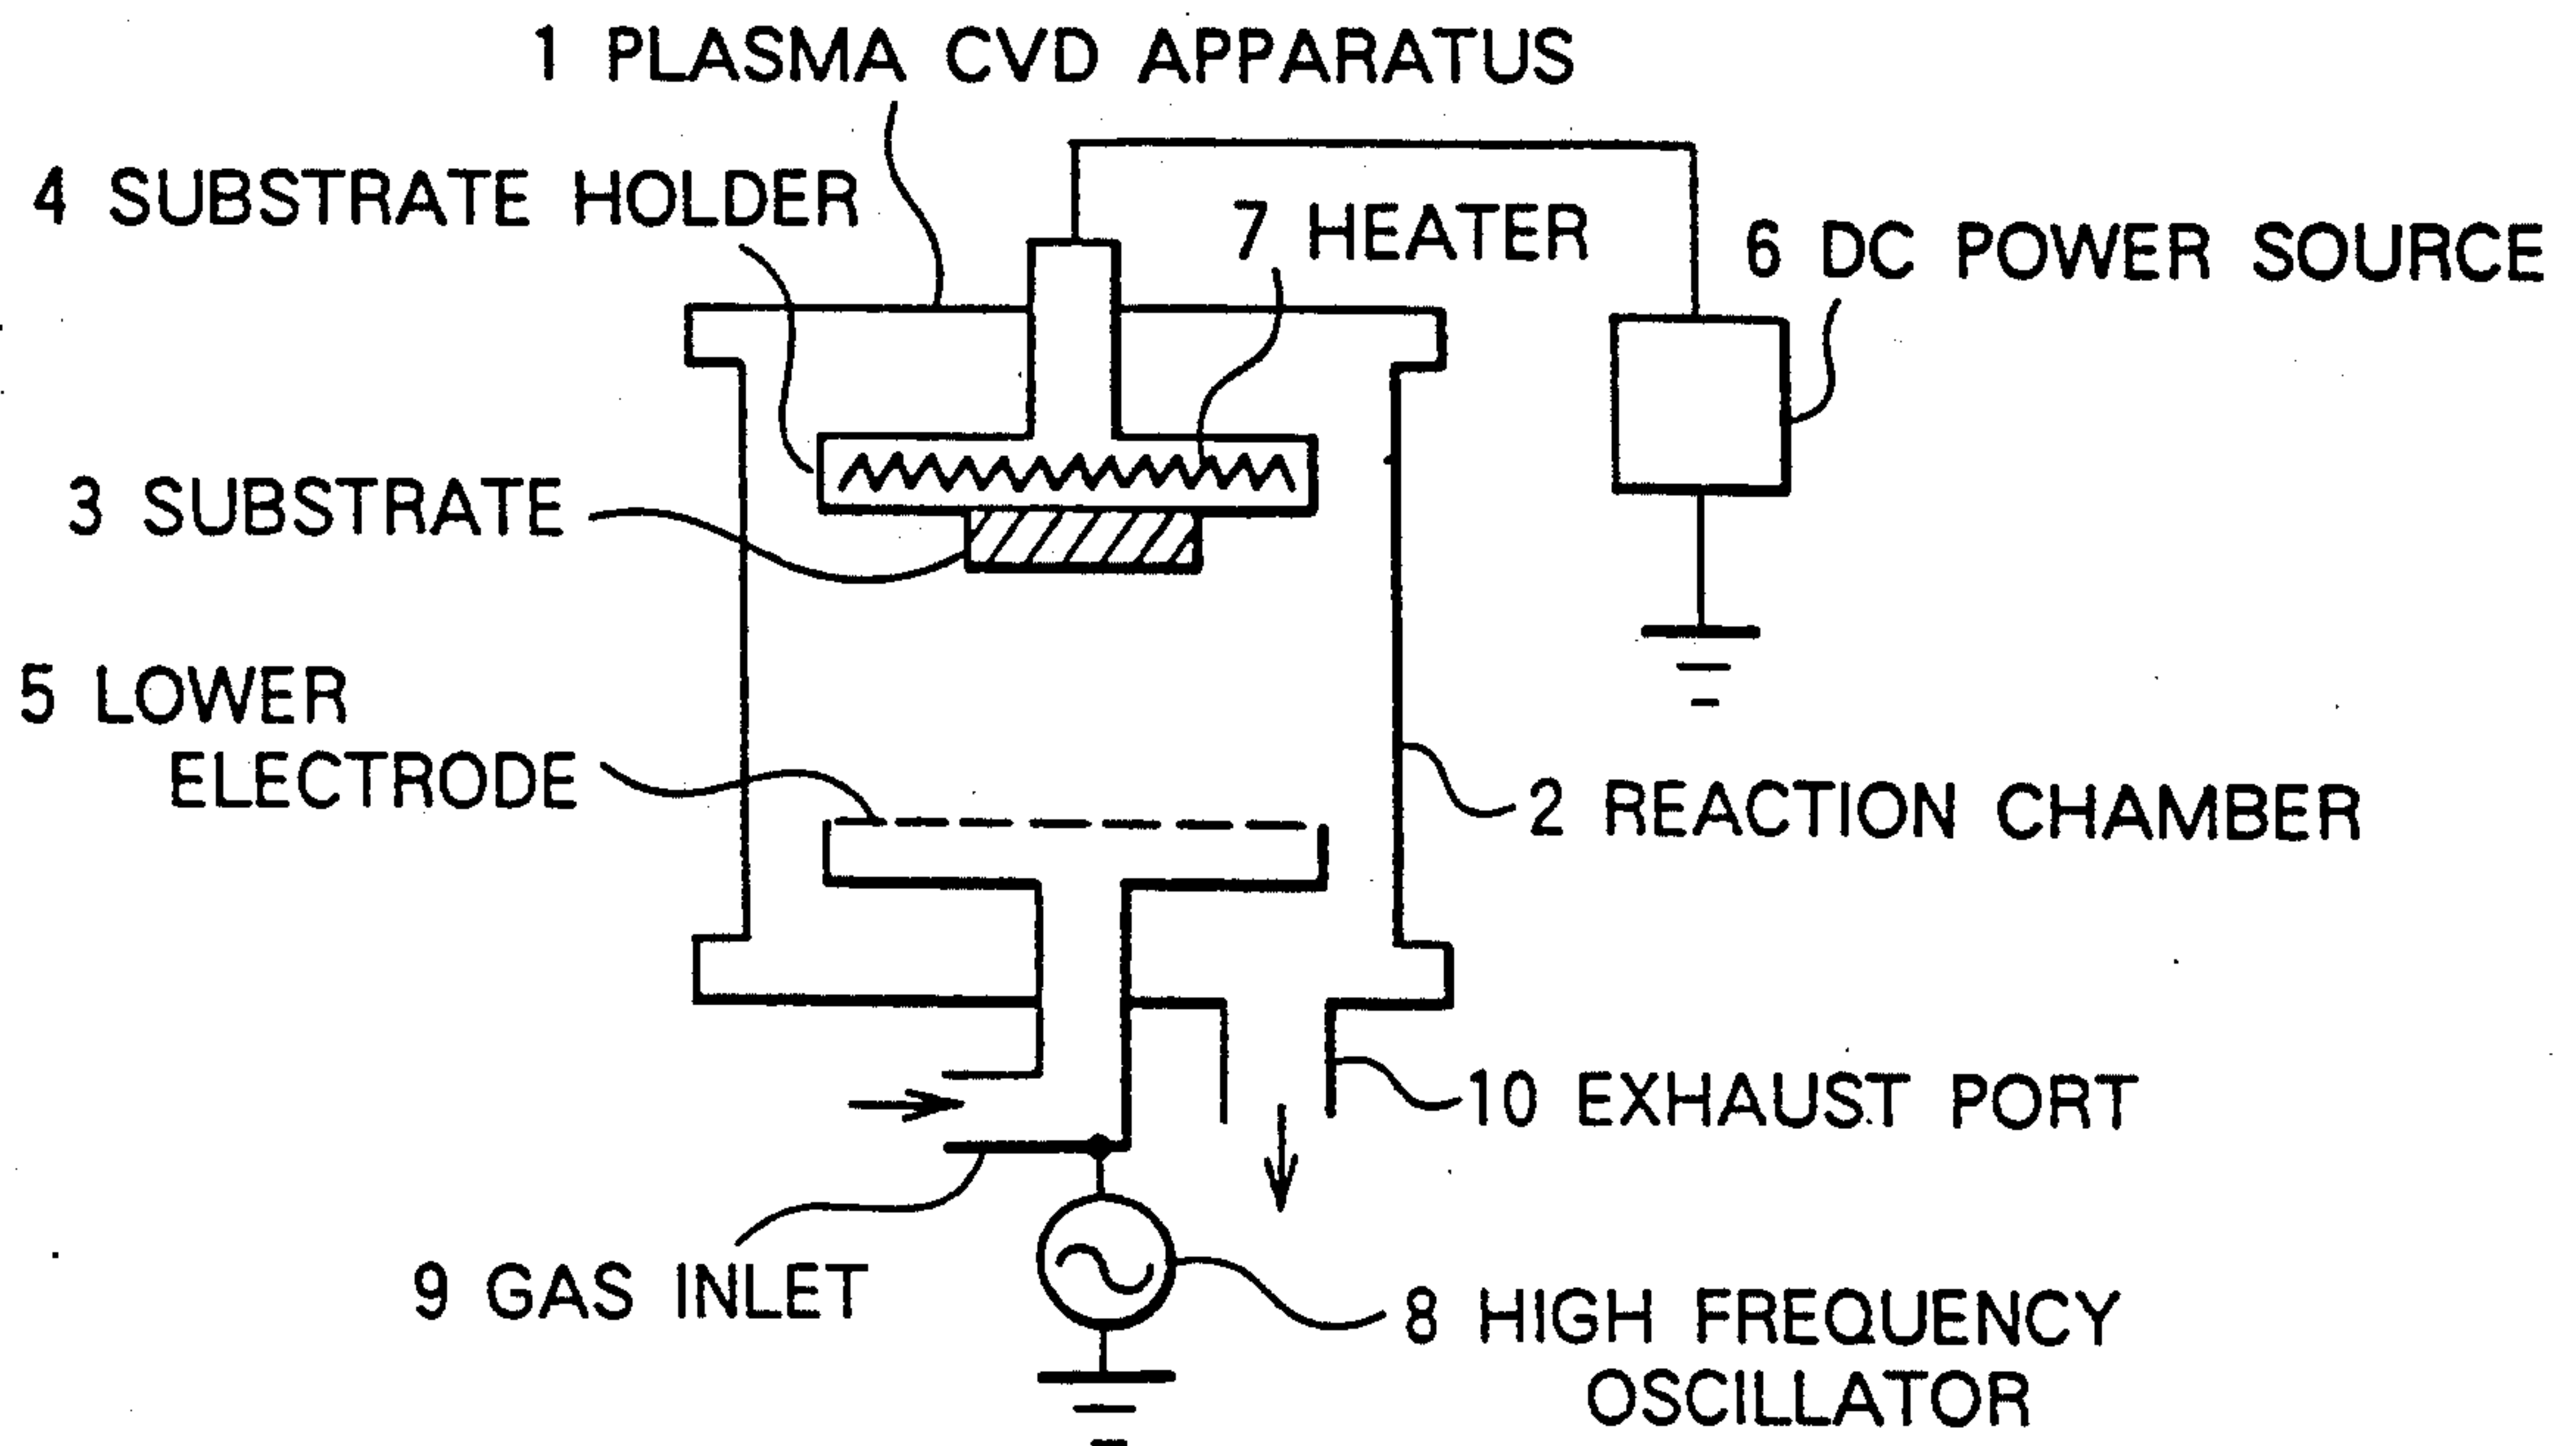 1 PLASMA CVD APPARATUS
4 SUBSTRATE HOLDER
7 HEATER
6 DC POWER SOURCE
3 SUBSTRATE
5 LOWER
ELECTRODE
2 REACTION CHAMBER
10 EXHAUST PORT
9 GAS INLET
8 HIGH FREQUENCY
OSCILLATOR